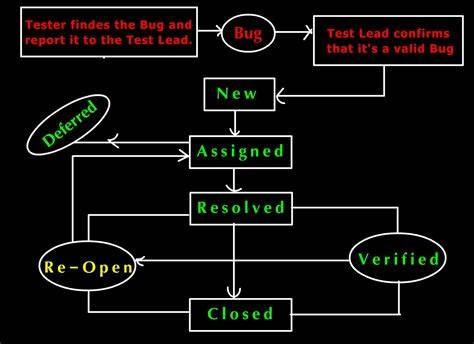 Tester findes the Bug and
report it to the Test Lead.
Bug
Test Lead confirms
that it's a valid Bug
New
Deferred
Assigned
Resolved
Re-Open
Verified
Closed